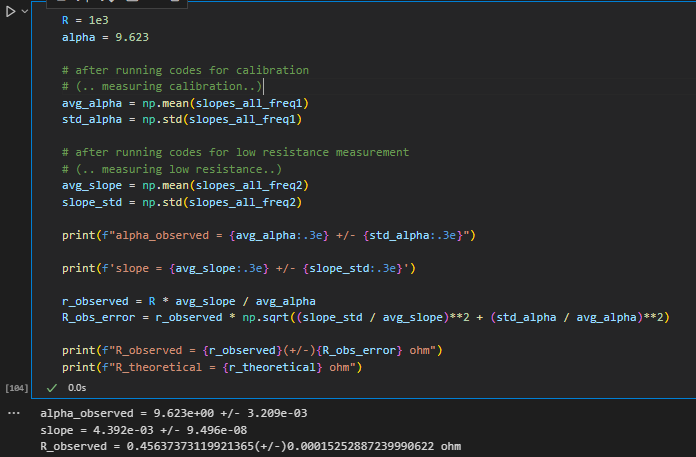 R = 1e3
alpha = 9.623
# after running codes for calibration
# (.. measuring calibration..)
avg_alpha = np.mean(slopes_all_freq1)
std_alpha = np.std(slopes_all_freq1)
# after running codes for low resistance measurement
# (.. measuring low resistance..)
avg_slope = np.mean(slopes_all_freq2)
slope_std = np.std(slopes_all_freq2)
print(f"alpha_observed = {avg_alpha:.3e} +/- {std_alpha:.3e}")
print(f'slope = {avg_slope:.3e} +/- {slope_std:.3e}')
r_observed = R * avg_slope / avg_alpha
R_obs_error = r_observed * np.sqrt((slope_std / avg_slope)**2 + (std_alpha / avg_alpha)**2)
print(f"R_observed = {r_observed}(+/-){R_obs_error} ohm")
print(f"R_theoretical = {r_theoretical} ohm")
[104] 0.0s
... alpha_observed = 9.623e+00 +/- 3.209e-03
slope = 4.392e-03 +/- 9.496e-08
R_observed = 0.45637373119921365(+/-)0.00015252887239990622 ohm